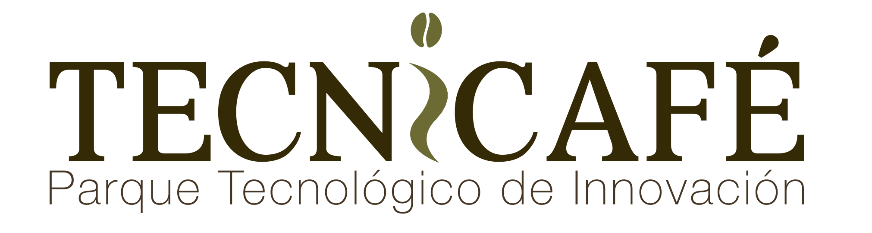 TECNiCAFÉ
Parque Tecnológico de Innovación